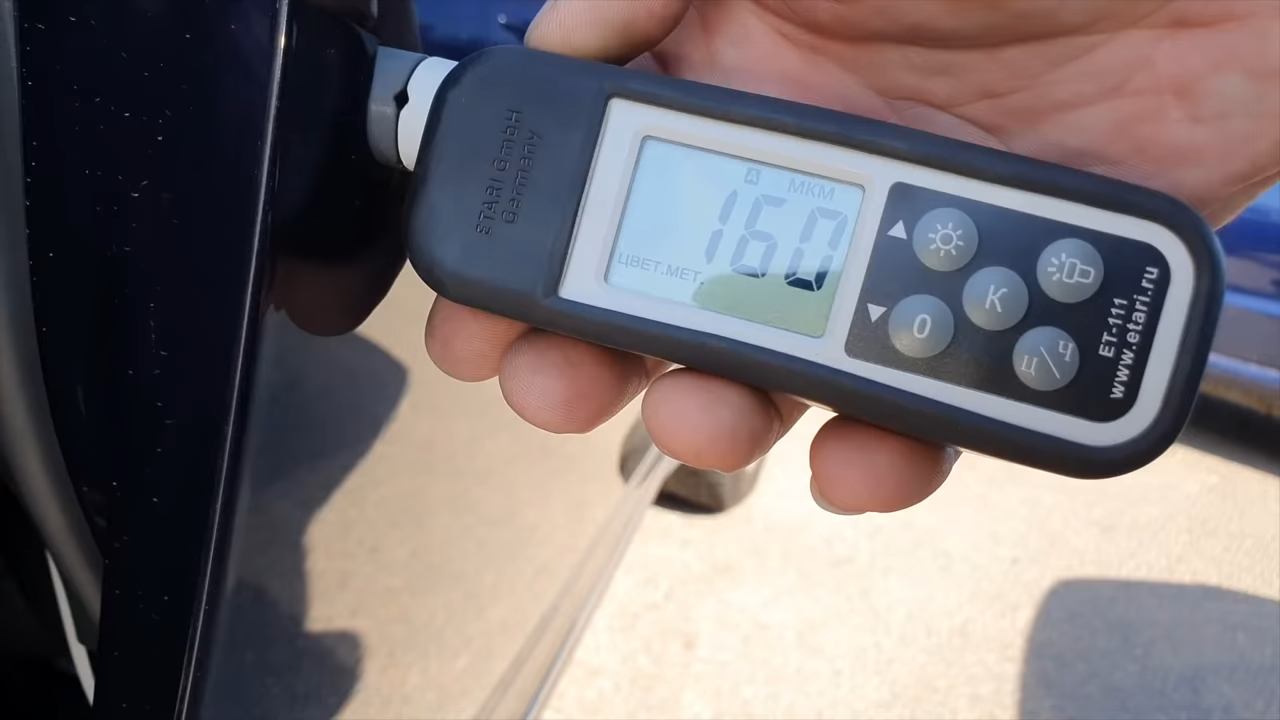 ETARI GmbH
Germany
A
МКМ
160
ЦВЕТ.МЕТ.
К
0
Ц/Ч
ET-111
www.etari.ru